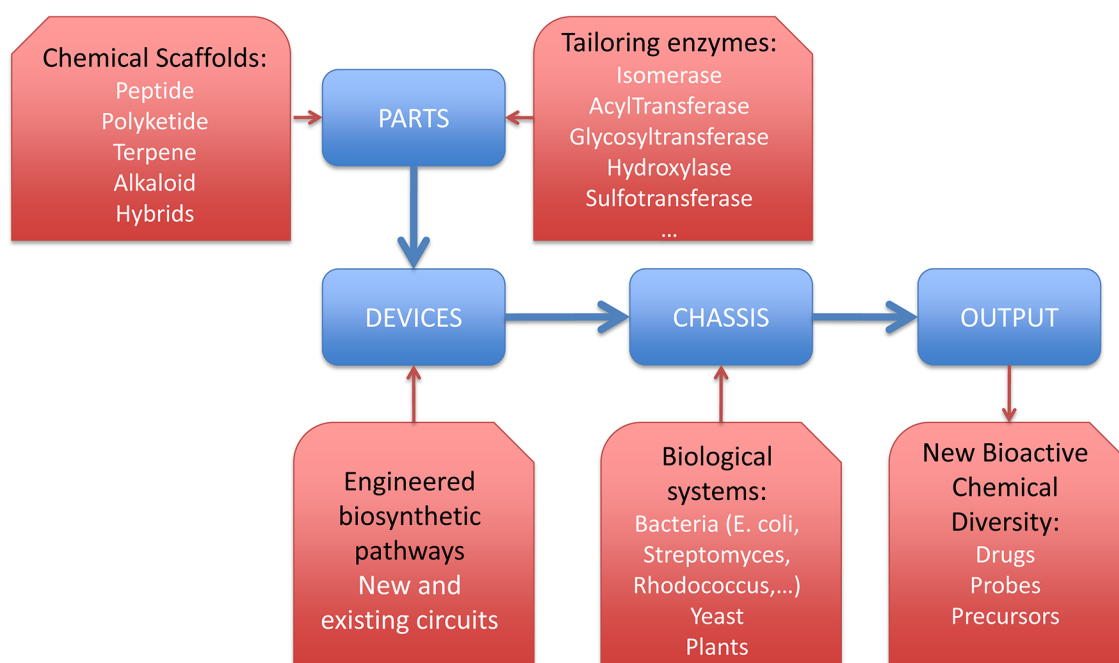 Chemical Scaffolds:
Peptide
Polyketide
Terpene
Alkaloid
Hybrids
PARTS
Tailoring enzymes:
Isomerase
AcylTransferase
Glycosyltransferase
Hydroxylase
Sulfotransferase
...
DEVICES
CHASSIS
OUTPUT
Engineered
biosynthetic
pathways
New and
existing circuits
Biological
systems:
Bacteria (E. coli,
Streptomyces,
Rhodococcus,...)
Yeast
Plants
New Bioactive
Chemical
Diversity:
Drugs
Probes
Precursors